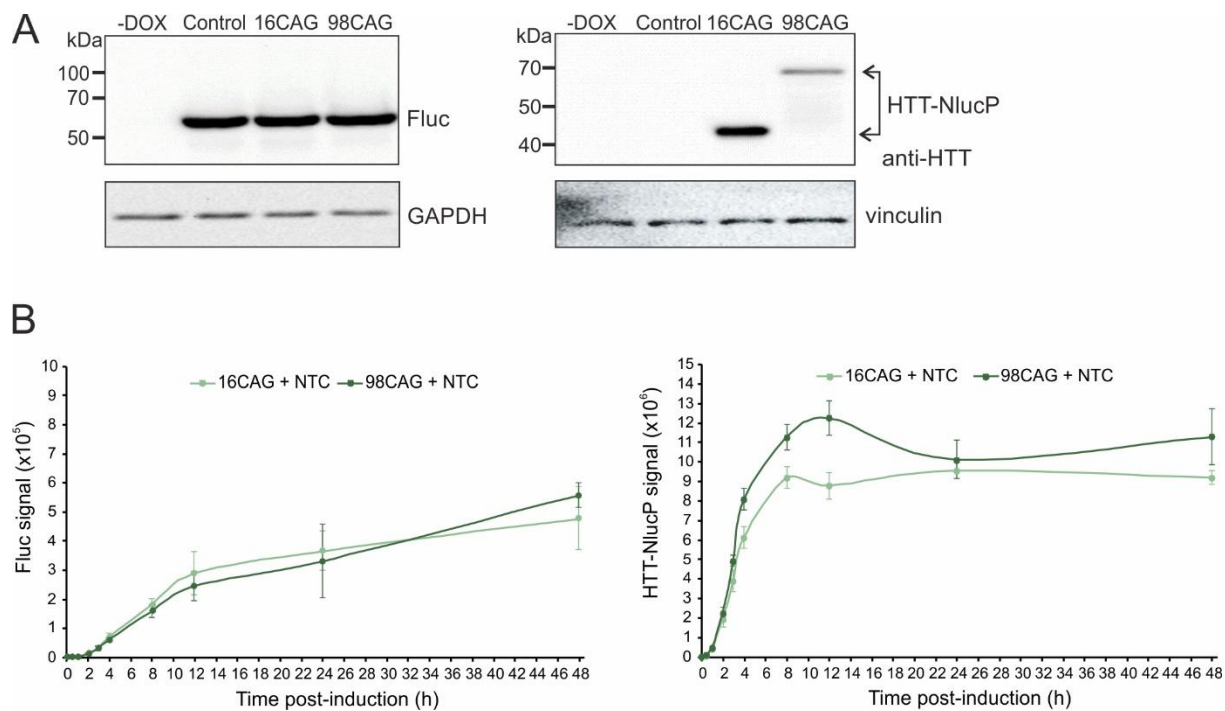 A
-DOX Control 16CAG 98CAG
kDa
100
70
50
Fluc
GAPDH
-DOX Control 16CAG 98CAG
kDa
70
50
40
HTT-NlucP
anti-HTT
vinculin
B
10
9
8
7
6
5
4
3
2
1
0
Fluc signal (x10⁵)
16CAG + NTC 98CAG + NTC
0 2 4 6 8 10 12 14 16 18 20 22 24 26 28 30 32 34 36 38 40 42 44 46 48
Time post-induction (h)
15
14
13
12
11
10
9
8
7
6
5
4
3
2
1
0
HTT-NlucP signal (x10⁶)
16CAG + NTC 98CAG + NTC
0 2 4 6 8 10 12 14 16 18 20 22 24 26 28 30 32 34 36 38 40 42 44 46 48
Time post-induction (h)